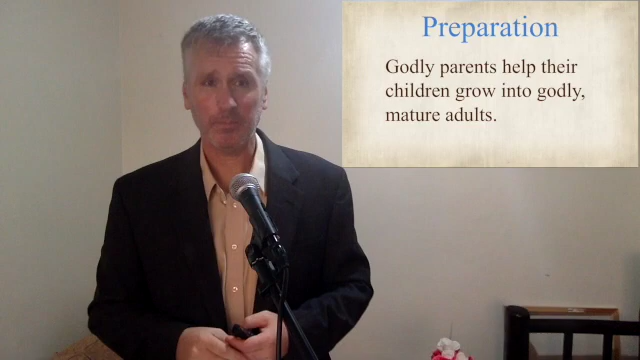 Preparation
Godly parents help their
children grow into godly,
mature adults.